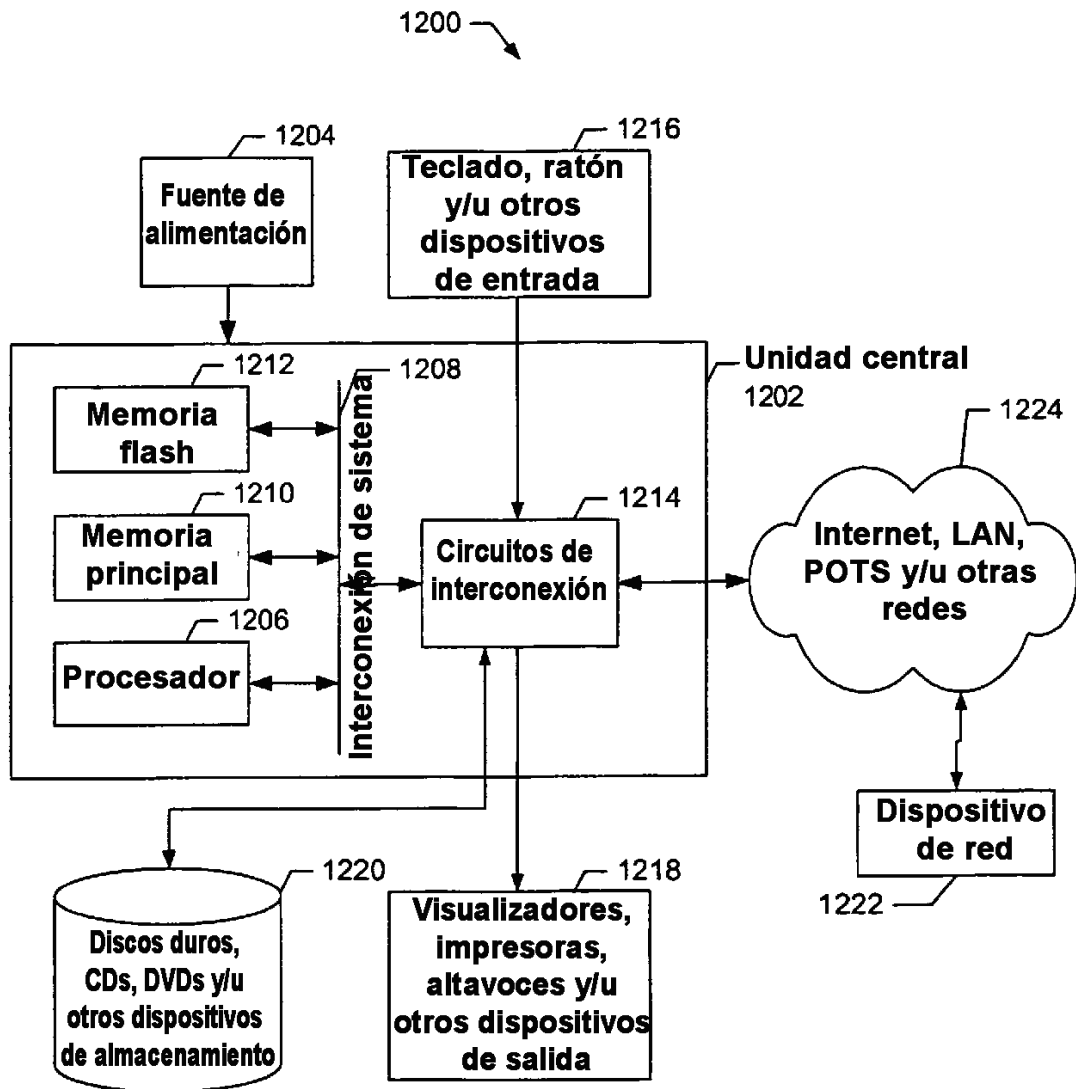 1200
1204
Fuente de
alimentación
1216
Teclado, ratón
y/u otros
dispositivos
de entrada
Unidad central
1202
1212
Memoria
flash
1208
Interconexión de sistema
1210
Memoria
principal
1206
Procesador
1214
Circuitos de
interconexión
1224
Internet, LAN,
POTS y/u otras
redes
Dispositivo
de red
1222
1220
Discos duros,
CDs, DVDs y/u
otros dispositivos
de almacenamiento
1218
Visualizadores,
impresoras,
altavoces y/u
otros dispositivos
de salida